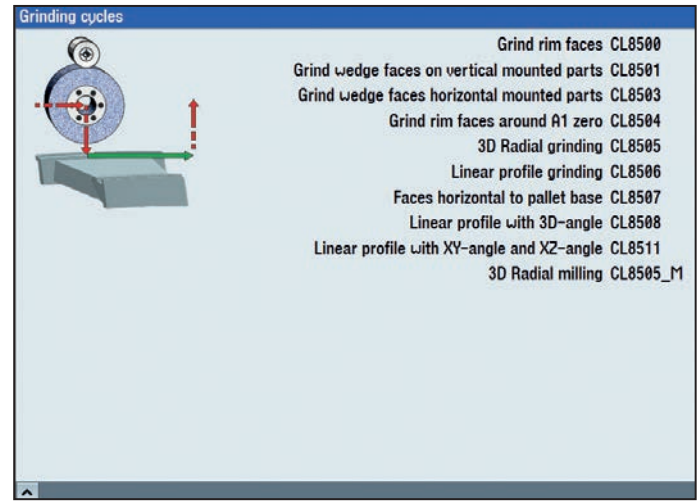 Grinding cycles
Grind rim faces CL8500
Grind wedge faces on vertical mounted parts CL8501
Grind wedge faces horizontal mounted parts CL8503
Grind rim faces around A1 zero CL8504
3D Radial grinding CL8505
Linear profile grinding CL8506
Faces horizontal to pallet base CL8507
Linear profile with 3D-angle CL8508
Linear profile with XY-angle and XZ-angle CL8511
3D Radial milling CL8505_M